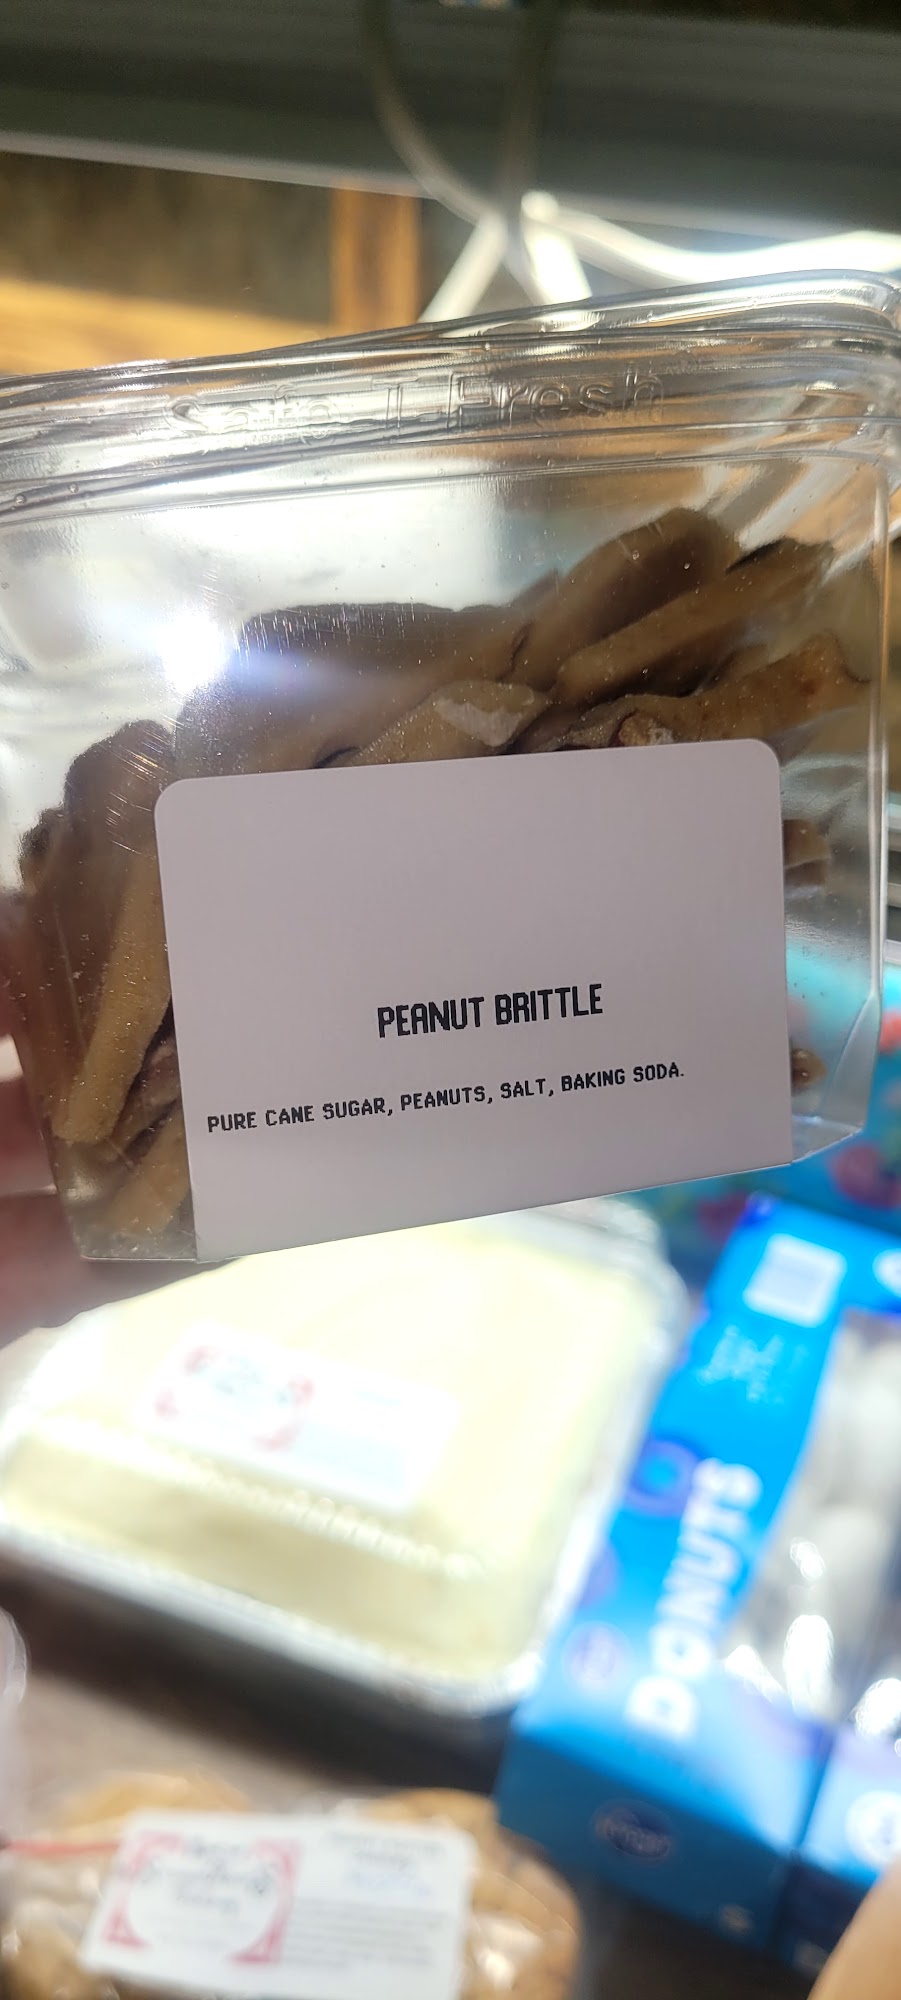 Safe T Fresh
PEANUT BRITTLE
PURE CANE SUGAR, PEANUTS, SALT, BAKING SODA.
DONUTS